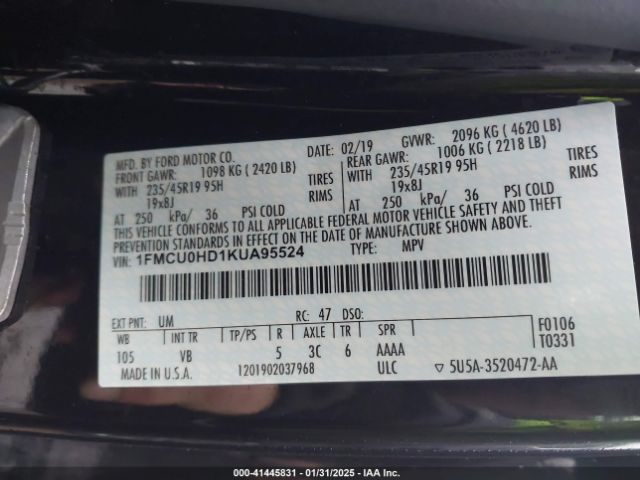 MFD. BY FORD MOTOR CO. DATE: 02/19 GVWR: 2096 KG ( 4620 LB)
FRONT GAWR: 1098 KG ( 2420 LB) REAR GAWR: 1006 KG ( 2218 LB)
WITH 235/45R19 95H TIRES WITH 235/45R19 95H TIRES
19x8J RIMS 19x8J RIMS
AT 250 kPa/ 36 PSI COLD AT 250 kPa/ 36 PSI COLD
THIS VEHICLE CONFORMS TO ALL APPLICABLE FEDERAL MOTOR VEHICLE SAFETY AND THEFT
PREVENTION STANDARDS IN EFFECT ON THE DATE OF MANUFACTURE SHOWN ABOVE.
VIN: 1FMCU0HD1KUA95524 TYPE: MPV
EXT PNT: UM RC: 47 DSO: F0106
WB INT TR TP/PS R AXLE TR SPR T0331
105 VB 5 3C 6 AAAA
MADE IN U.S.A. 1201902037968 ULC ▽ 5U5A-3520472-AA
000-41445831 - 01/31/2025 - IAAI.COM